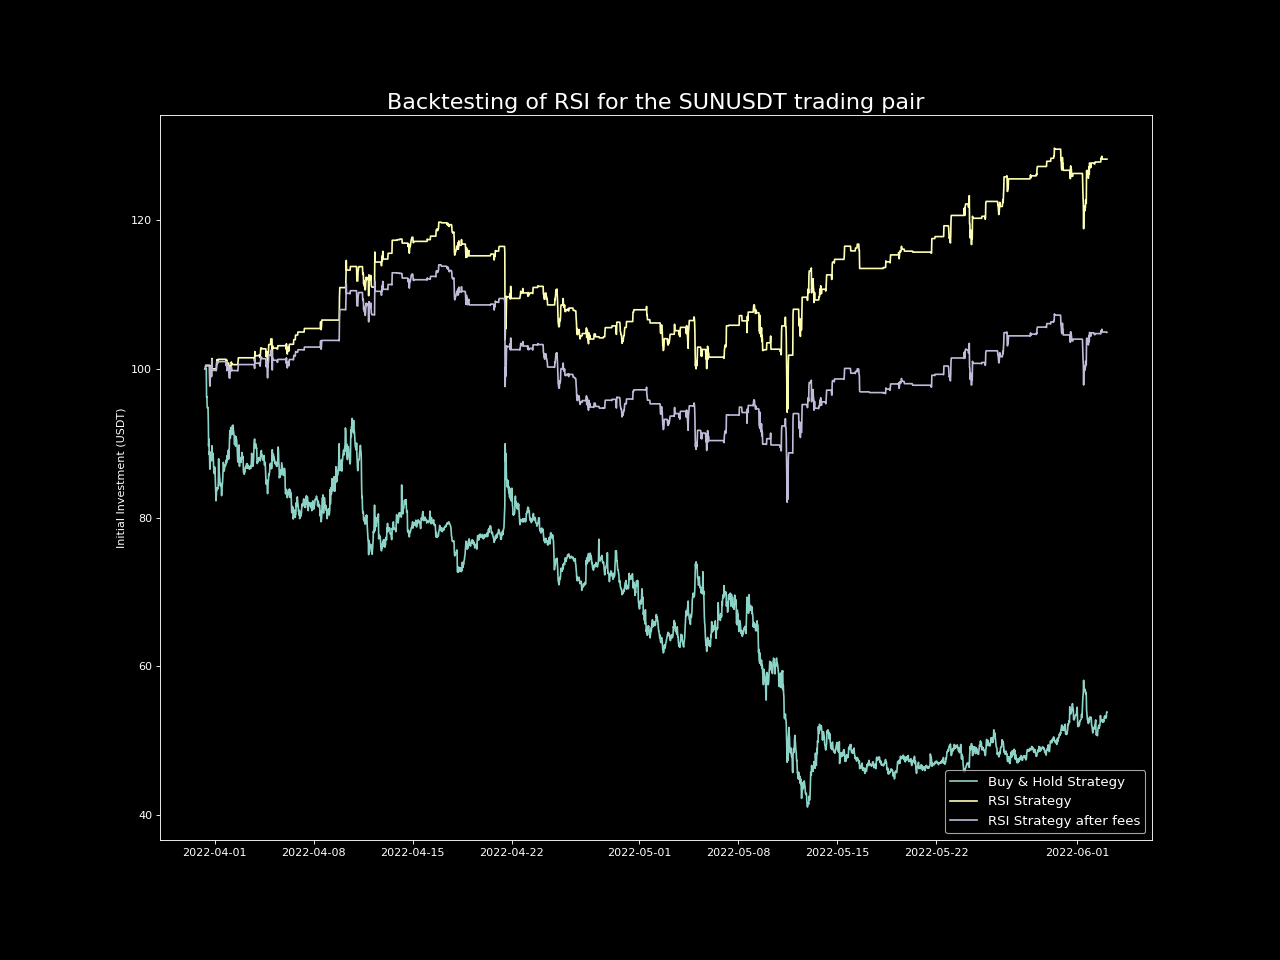 Backtesting of RSI for the SUNUSDT trading pair
Initial Investment (USDT)
120
100
80
60
40
2022-04-01 2022-04-08 2022-04-15 2022-04-22 2022-05-01 2022-05-08 2022-05-15 2022-05-22 2022-06-01
Buy & Hold Strategy
RSI Strategy
RSI Strategy after fees